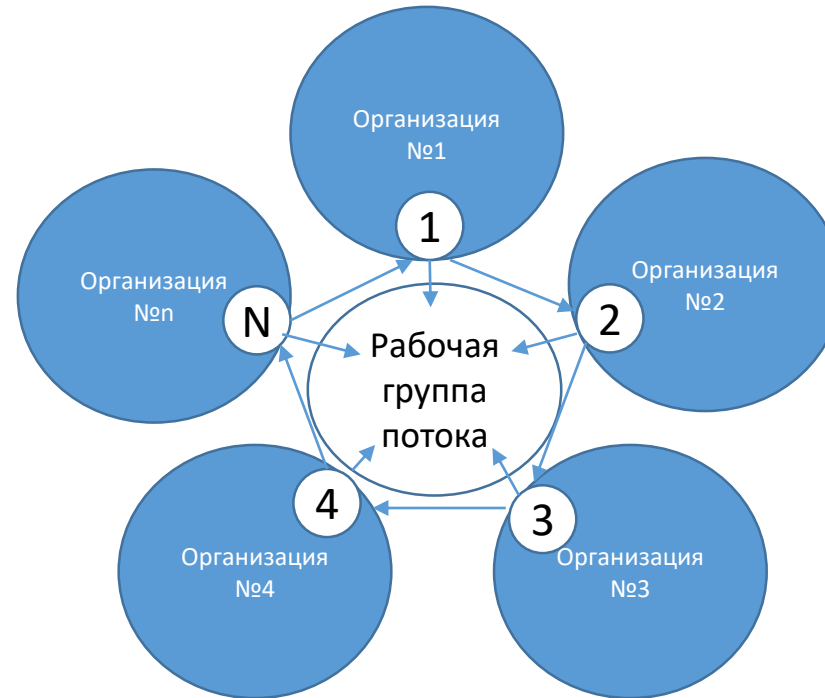 Организация
№1
1
Организация
№2
2
Организация
№n
N
Рабочая
группа
потока
4
Организация
№4
3
Организация
№3